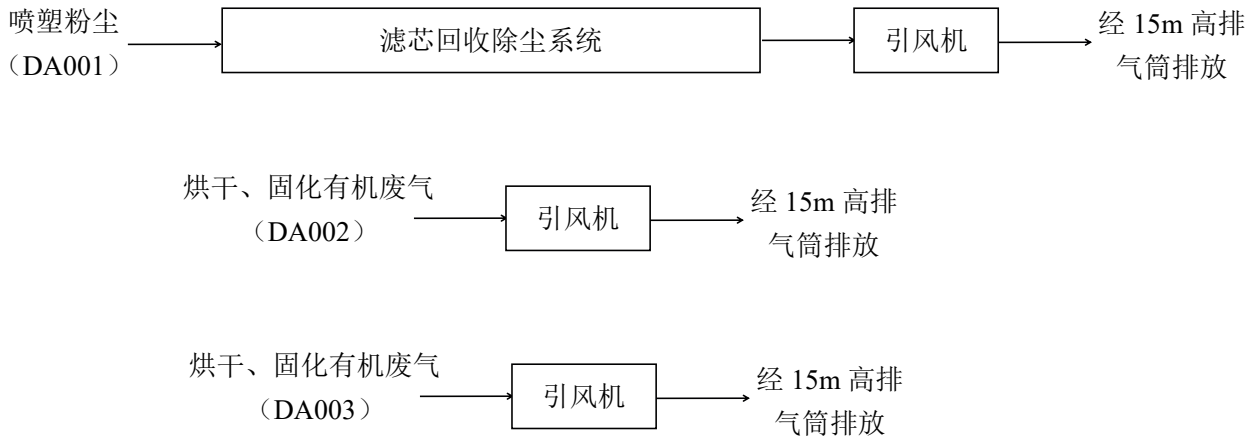 喷塑粉尘
（DA001）
滤芯回收除尘系统
引风机
经 15m 高排
气筒排放
烘干、固化有机废气
（DA002）
引风机
经 15m 高排
气筒排放
烘干、固化有机废气
（DA003）
引风机
经 15m 高排
气筒排放